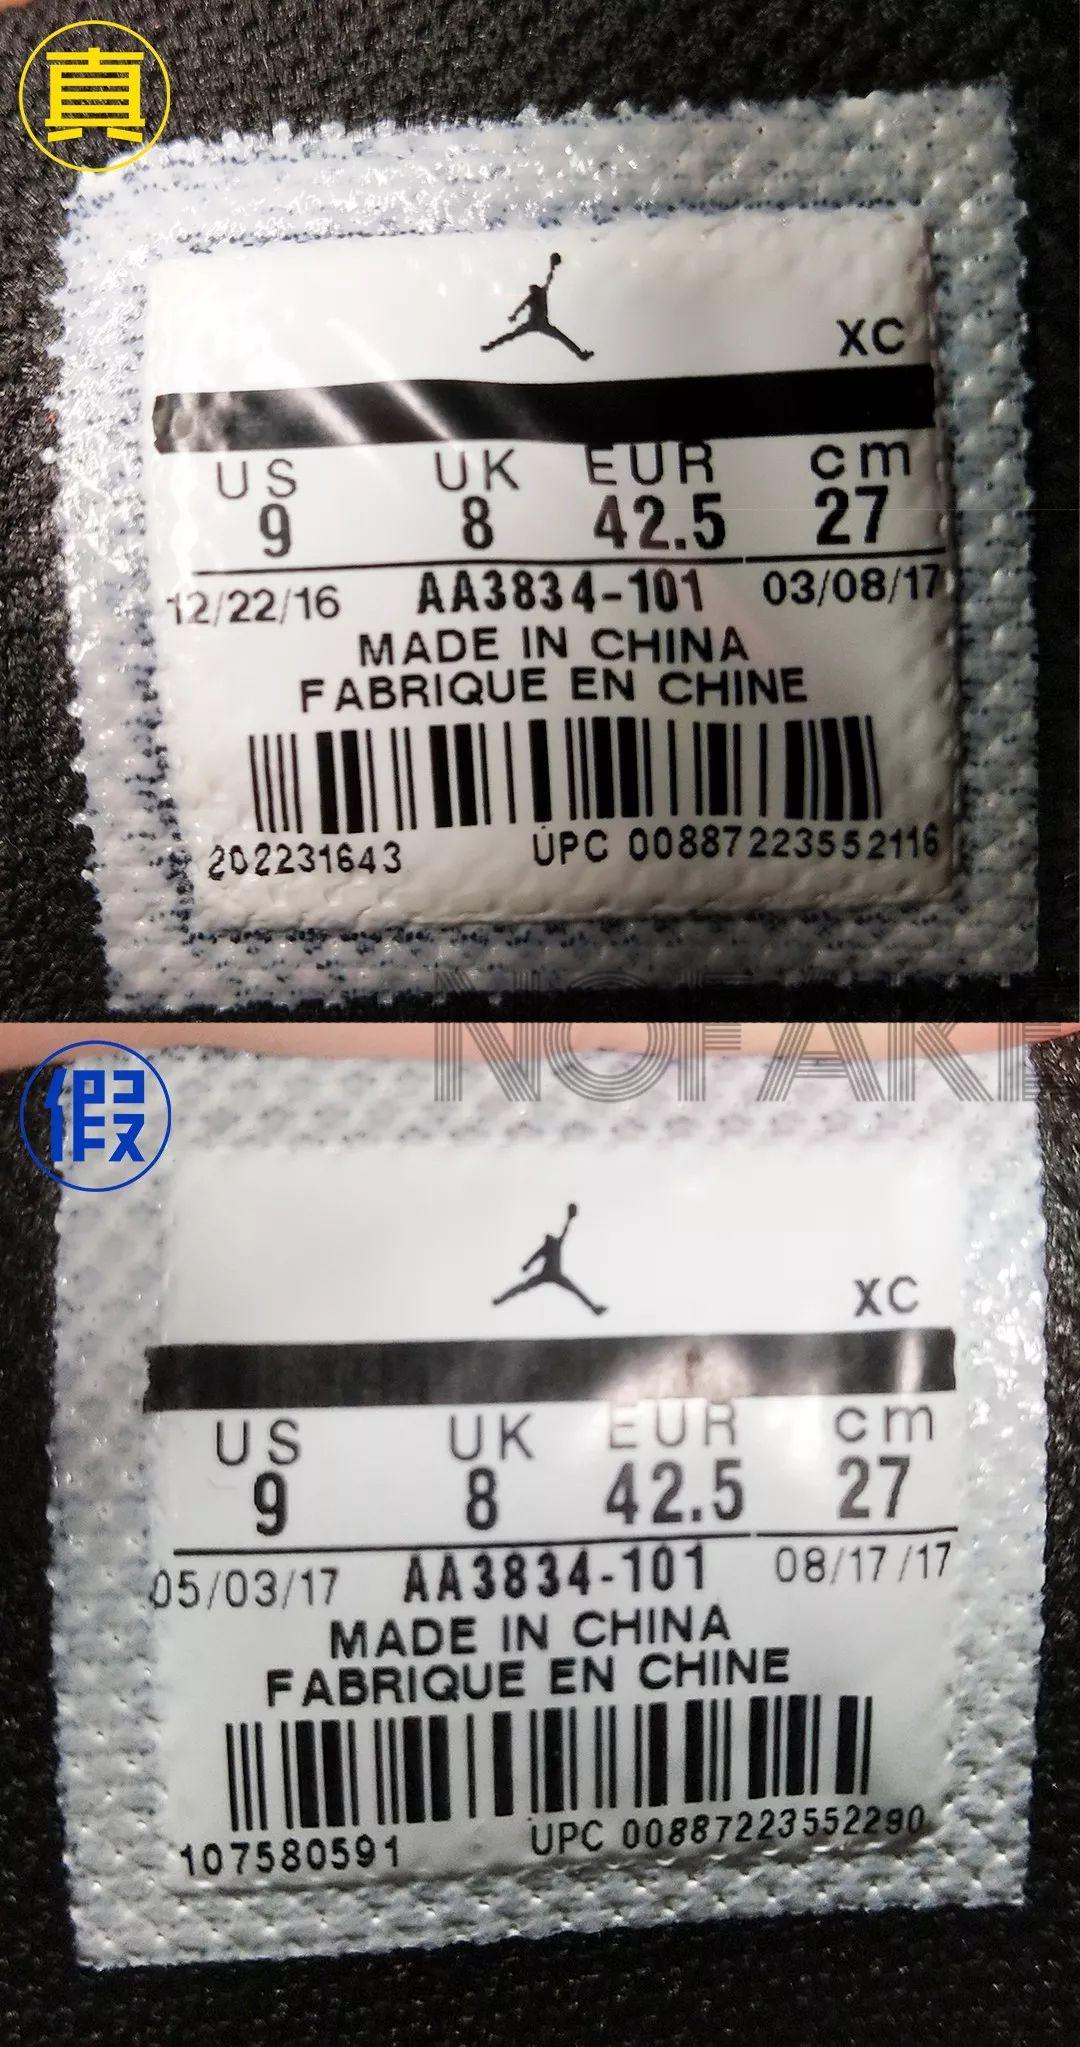 真
XC
US UK EUR cm
9 8 42.5 27
12/22/16 AA3834-101 03/08/17
MADE IN CHINA
FABRIQUE EN CHINE
202231643 UPC 00887223552116
NOFAKE
假
XC
US UK EUR cm
9 8 42.5 27
05/03/17 AA3834-101 08/17/17
MADE IN CHINA
FABRIQUE EN CHINE
107580591 UPC 00887223552290